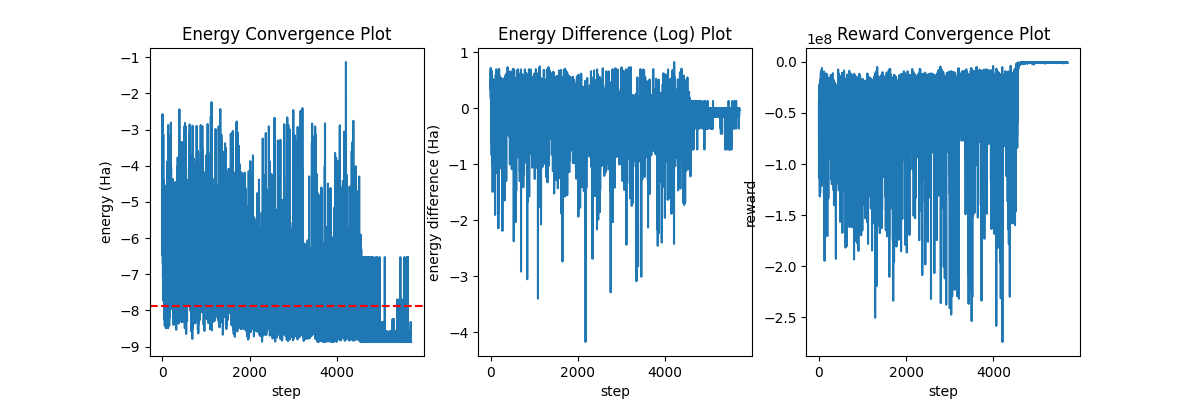 Energy Convergence Plot
energy (Ha)
−1
−2
−3
−4
−5
−6
−7
−8
−9
0 2000 4000
step
Energy Difference (Log) Plot
energy difference (Ha)
1
0
−1
−2
−3
−4
0 2000 4000
step
1e8 Reward Convergence Plot
reward
0.0
−0.5
−1.0
−1.5
−2.0
−2.5
0 2000 4000
step